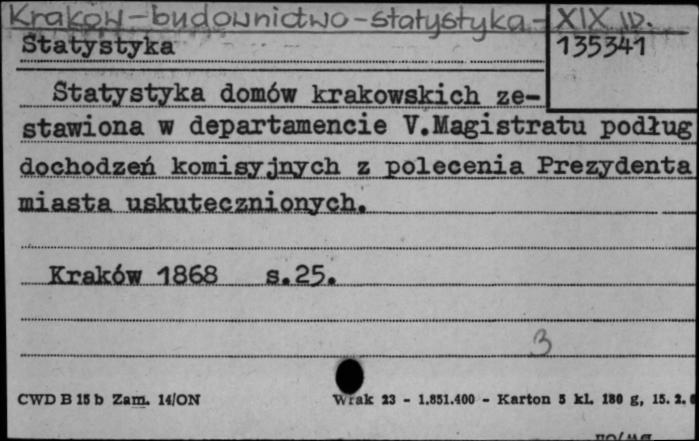 Kraków-budownictwo-statystyka-XIX w.
Statystyka
135341
Statystyka domów krakowskich ze-
stawiona w departamencie V.Magistratu podług
dochodzeń komisyjnych z polecenia Prezydenta
miasta uskutecznionych.
Kraków 1868 s.25.
3
CWD B 15 b Zam. 14/ON Wrak 23 - 1.851.400 - Karton 5 kl. 180 g, 15. 2.